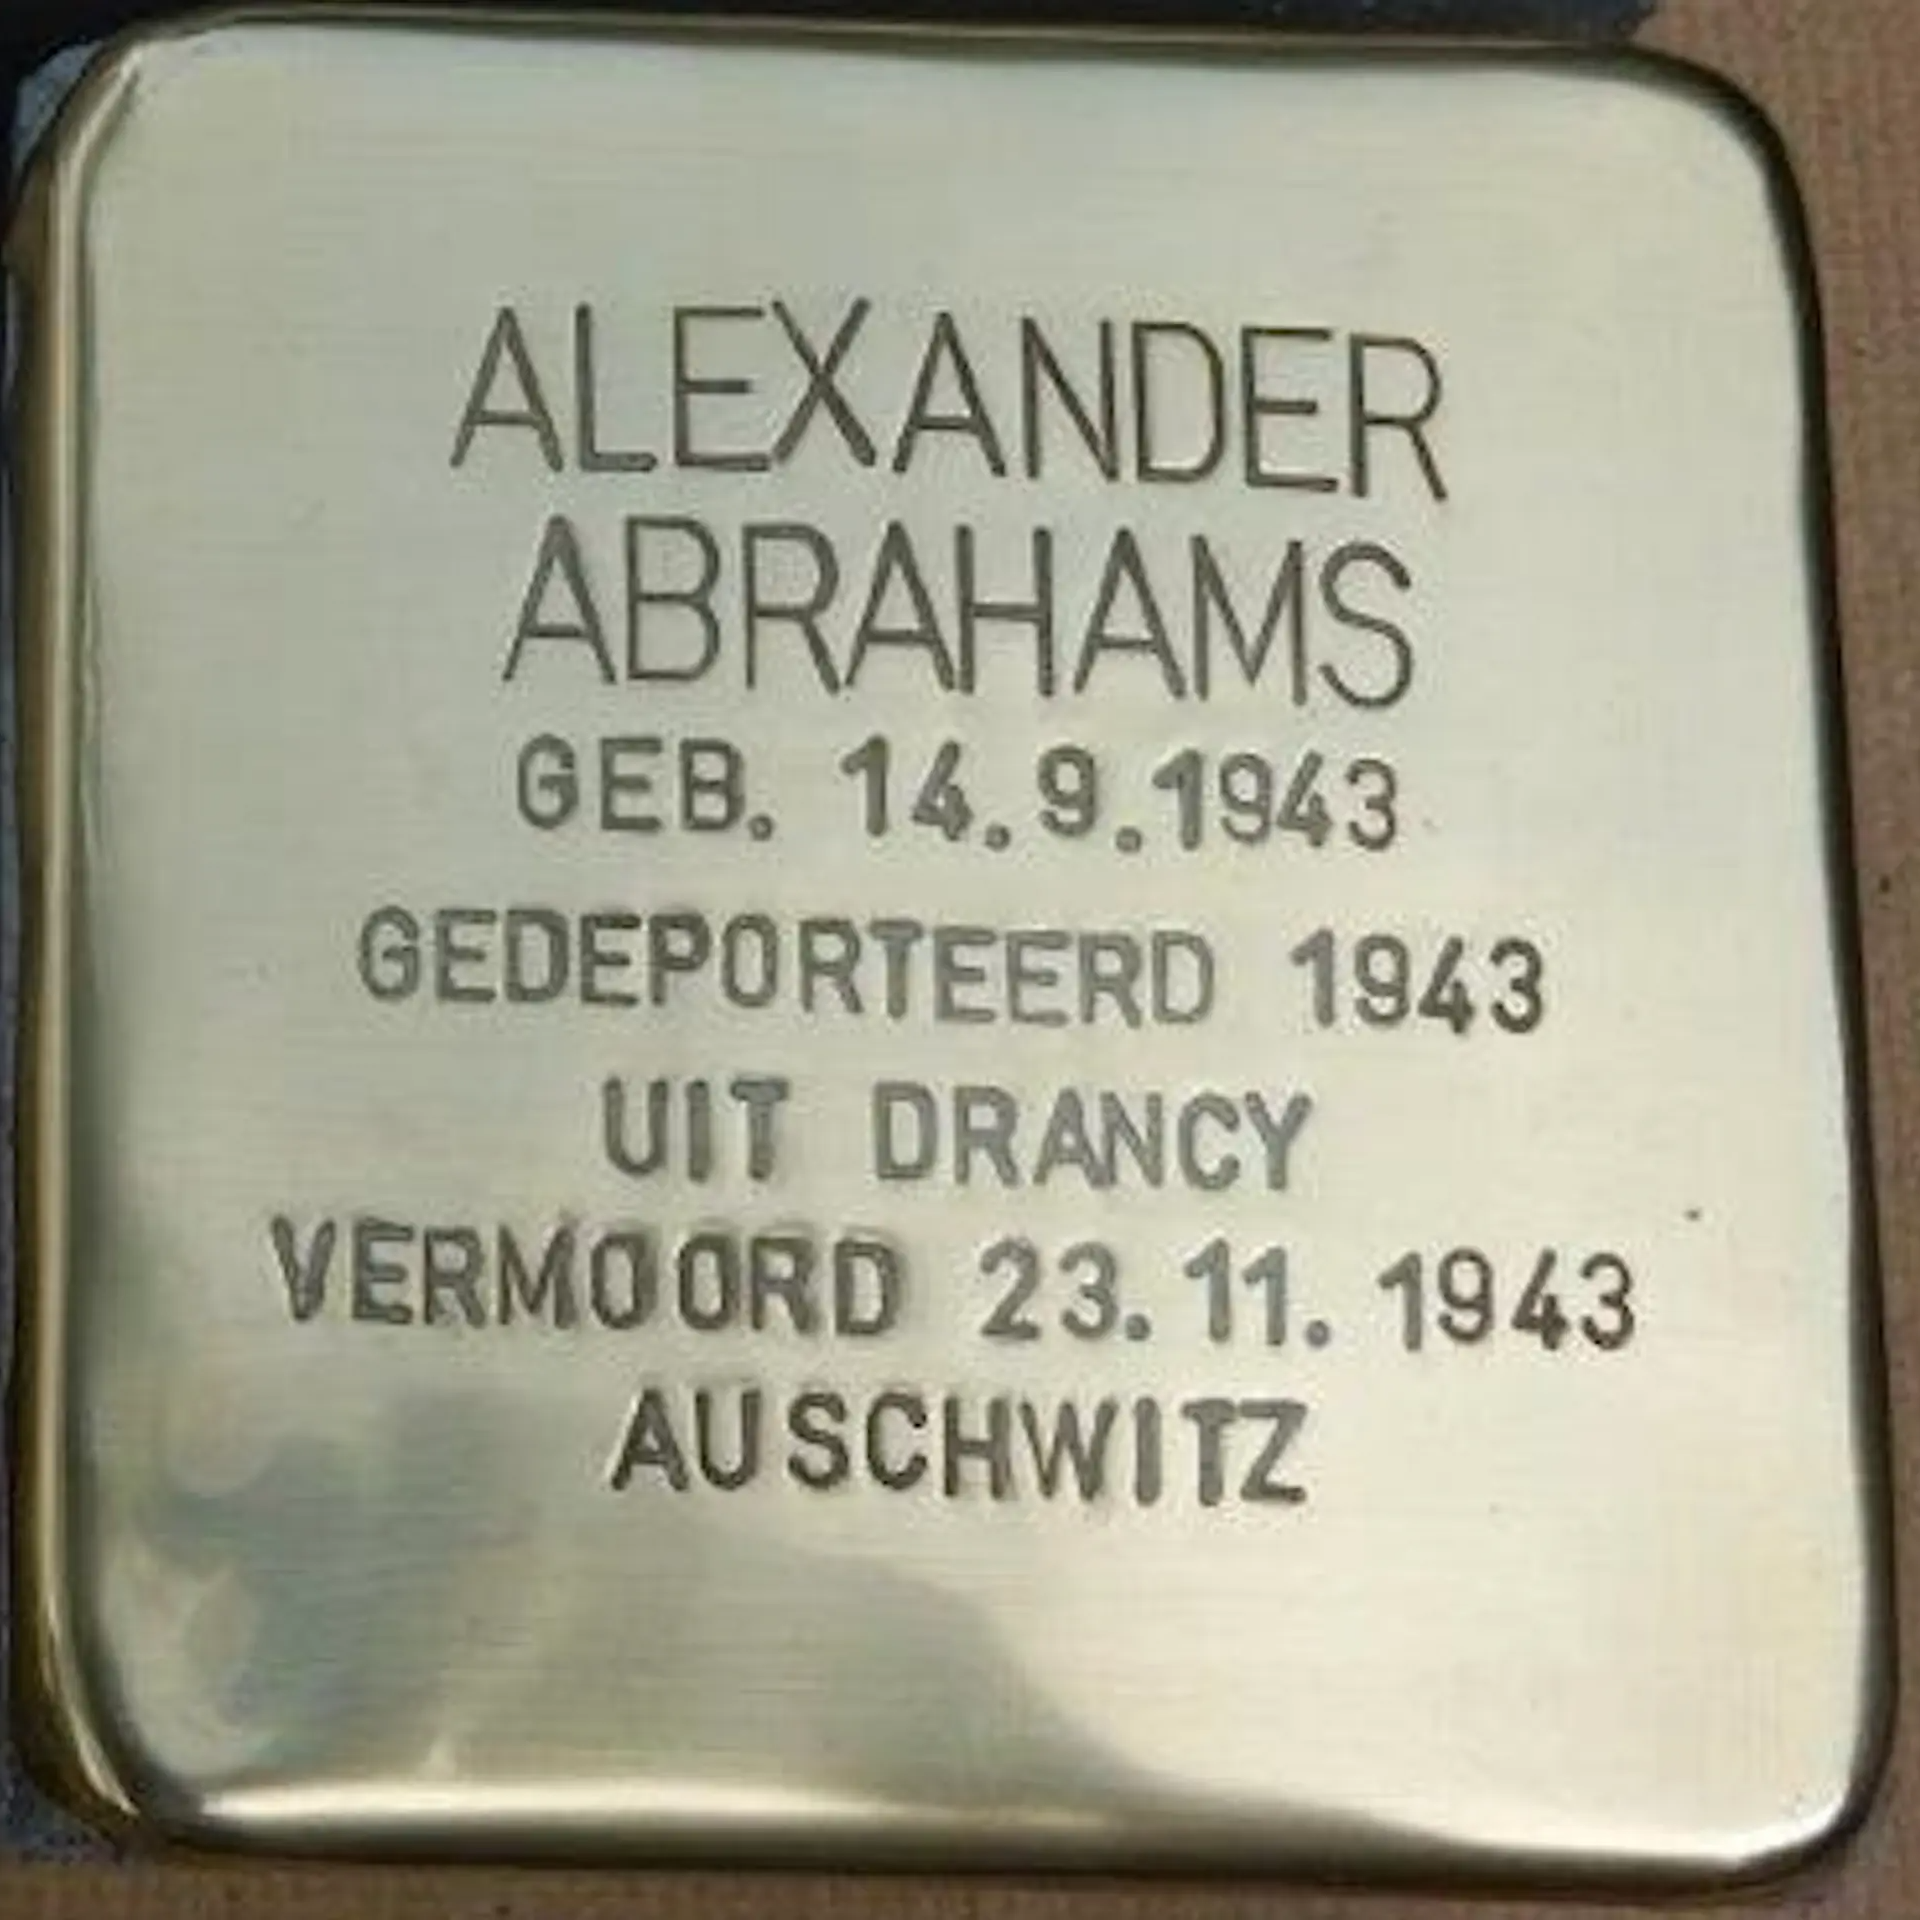 ALEXANDER
ABRAHAMS
GEB. 14.9.1943
GEDEPORTEERD 1943
UIT DRANCY
VERMOORD 23.11.1943
AUSCHWITZ